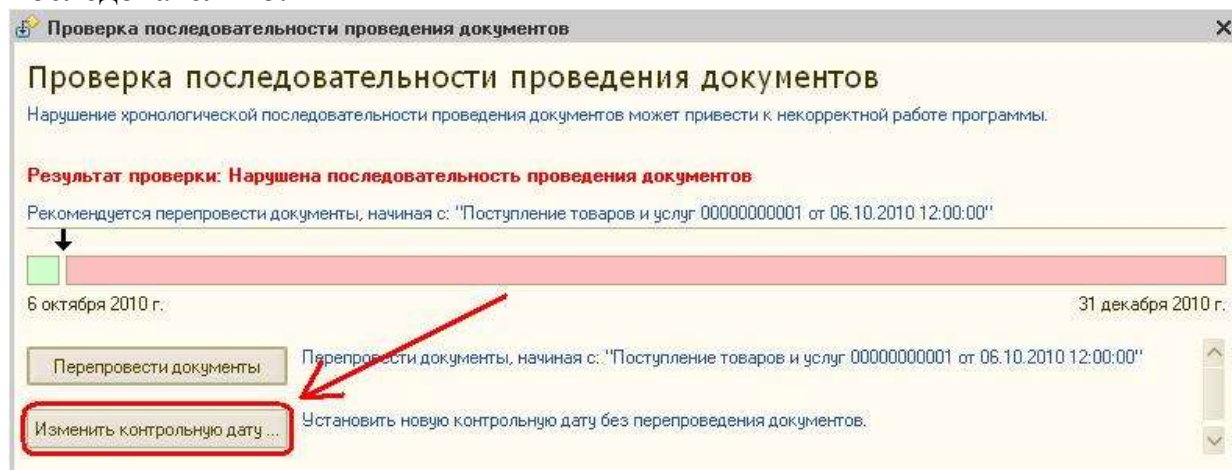 Проверка последовательности проведения документов
Проверка последовательности проведения документов
Нарушение хронологической последовательности проведения документов может привести к некорректной работе программы.
Результат проверки: Нарушена последовательность проведения документов
Рекомендуется перепровести документы, начиная с: "Поступление товаров и услуг 00000000001 от 06.10.2010 12:00:00"
6 октября 2010 г.
31 декабря 2010 г.
Перепровести документы
Перепровести документы, начиная с: "Поступление товаров и услуг 00000000001 от 06.10.2010 12:00:00"
Изменить контрольную дату ...
Установить новую контрольную дату без перепроведения документов.